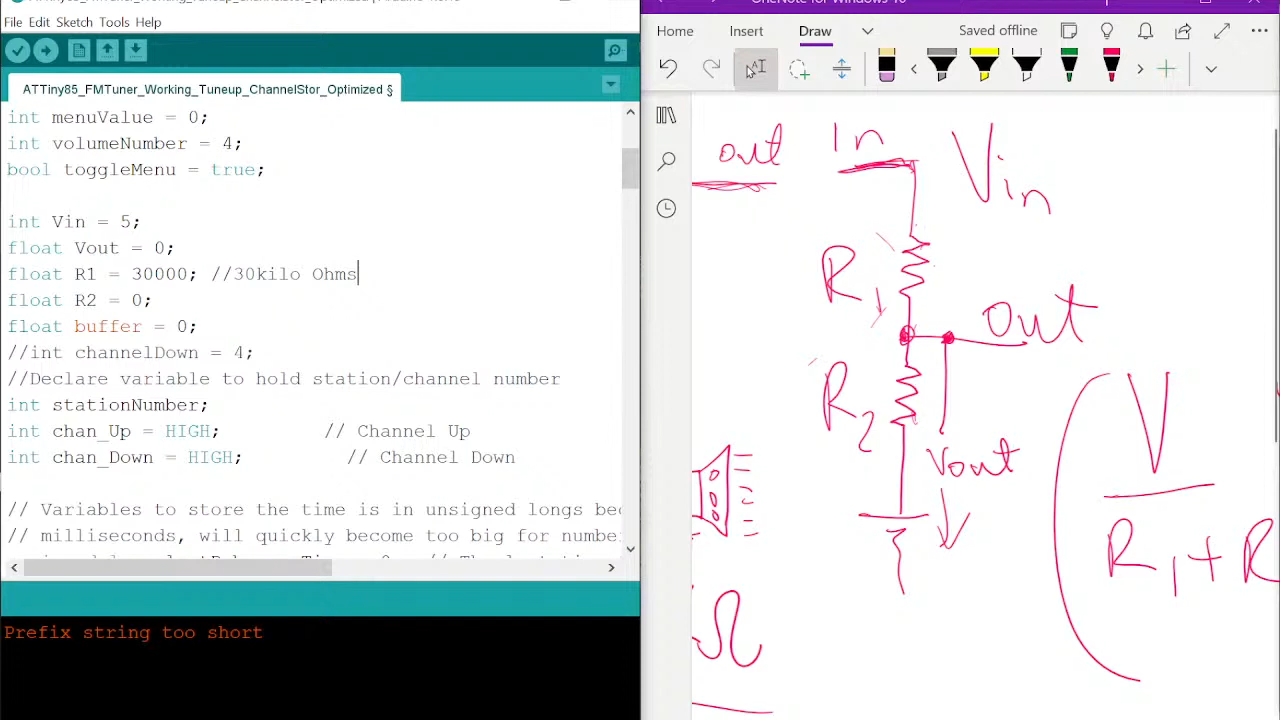 File Edit Sketch Tools Help
ATTiny85_FMTuner_Working_Tuneup_ChannelStor_Optimized §
int menuValue = 0;
int volumeNumber = 4;
bool toggleMenu = true;
int Vin = 5;
float Vout = 0;
float R1 = 30000; //30kilo Ohms
float R2 = 0;
float buffer = 0;
//int channelDown = 4;
//Declare variable to hold station/channel number
int stationNumber;
int chan_Up = HIGH; // Channel Up
int chan_Down = HIGH; // Channel Down
// Variables to store the time is in unsigned longs bec
// milliseconds, will quickly become too big for number
Prefix string too short
Home Insert Draw
Saved offline
out
In
Vin
R1
out
R2
Vout
V
R1 + R
Ω